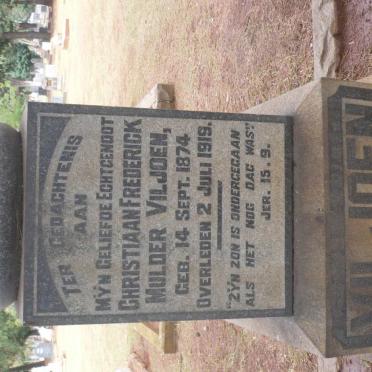 TER GEDACHTENIS
AAN
MYN GELIEFDE ECHTGENOOT
CHRISTIAAN FREDERICK
MULDER VILJOEN,
GEB. 14 SEPT. 1874
OVERLEDEN 2 JULI 1919.
"ZYN ZON IS ONDERGEGAAN
ALS HET NOG DAG WAS".
JER. 15 . 9.
VILJOEN